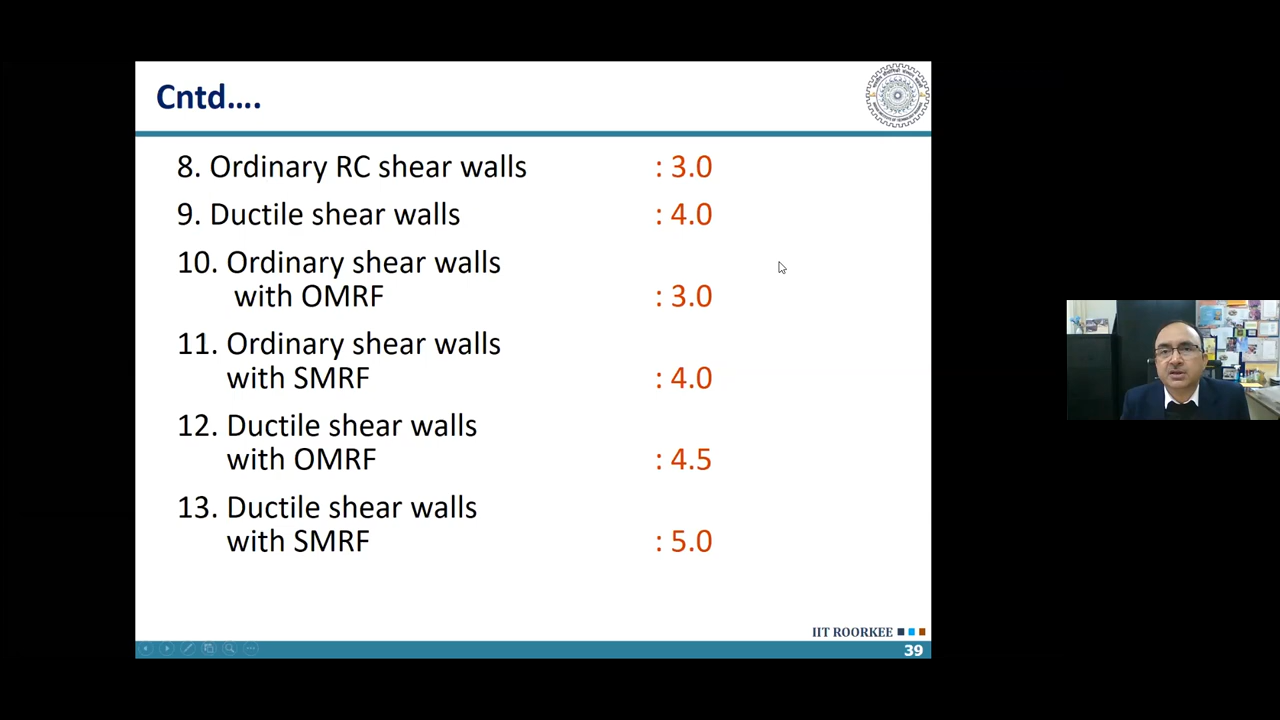 Cntd....
8. Ordinary RC shear walls : 3.0
9. Ductile shear walls : 4.0
10. Ordinary shear walls
with OMRF : 3.0
11. Ordinary shear walls
with SMRF : 4.0
12. Ductile shear walls
with OMRF : 4.5
13. Ductile shear walls
with SMRF : 5.0
IIT ROORKEE
39